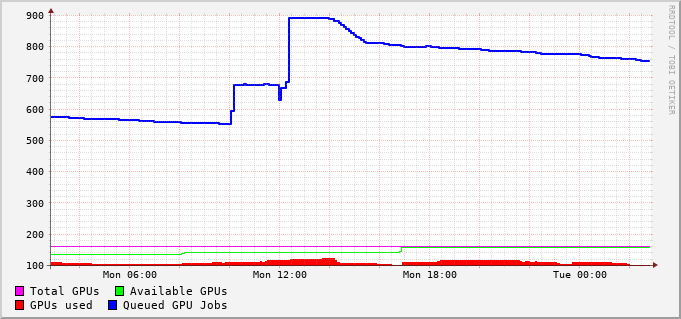 RRDTOOL / TOBI OETIKER
900
800
700
600
500
400
300
200
100
Mon 06:00 Mon 12:00 Mon 18:00 Tue 00:00
Total GPUs Available GPUs
GPUs used Queued GPU Jobs